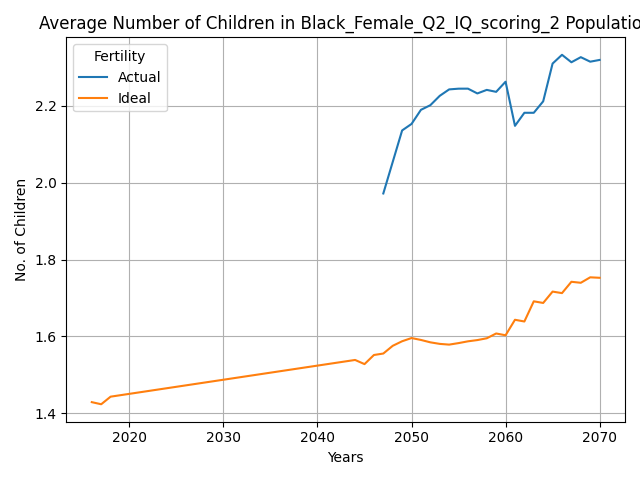 Average Number of Children in Black_Female_Q2_IQ_scoring_2 Populatio
Fertility
Actual
Ideal
2.2
2.0
1.8
1.6
1.4
No. of Children
2020 2030 2040 2050 2060 2070
Years